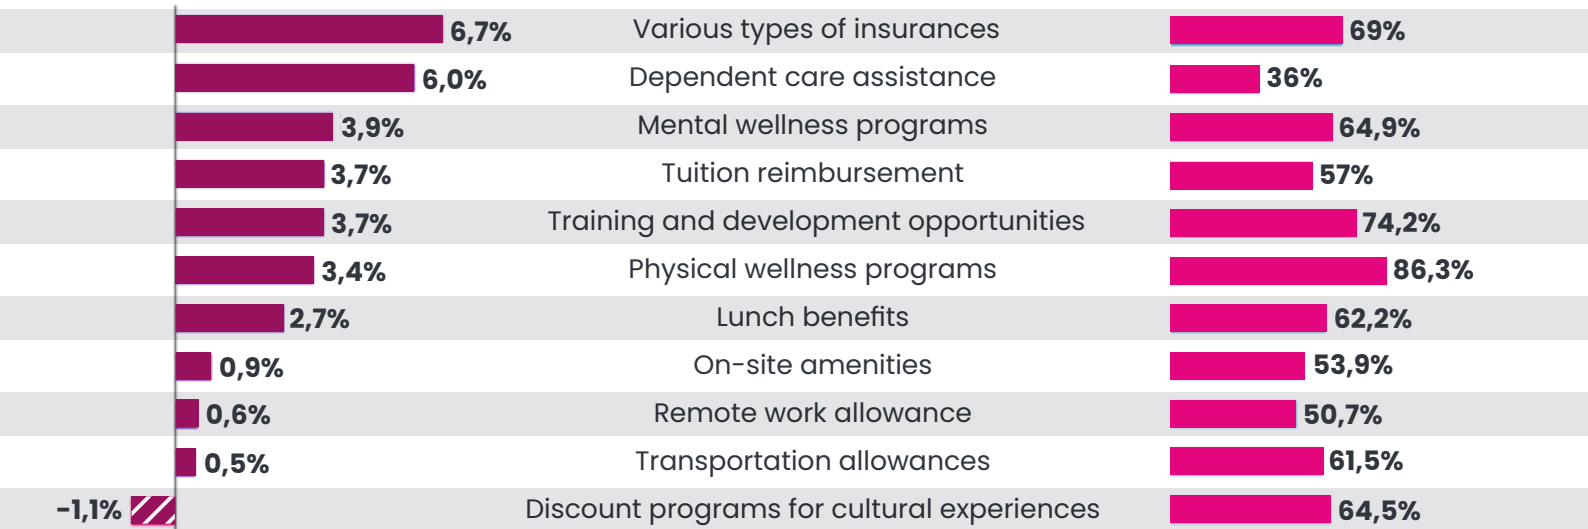 6,7% Various types of insurances 69%
6,0% Dependent care assistance 36%
3,9% Mental wellness programs 64,9%
3,7% Tuition reimbursement 57%
3,7% Training and development opportunities 74,2%
3,4% Physical wellness programs 86,3%
2,7% Lunch benefits 62,2%
0,9% On-site amenities 53,9%
0,6% Remote work allowance 50,7%
0,5% Transportation allowances 61,5%
-1,1% Discount programs for cultural experiences 64,5%